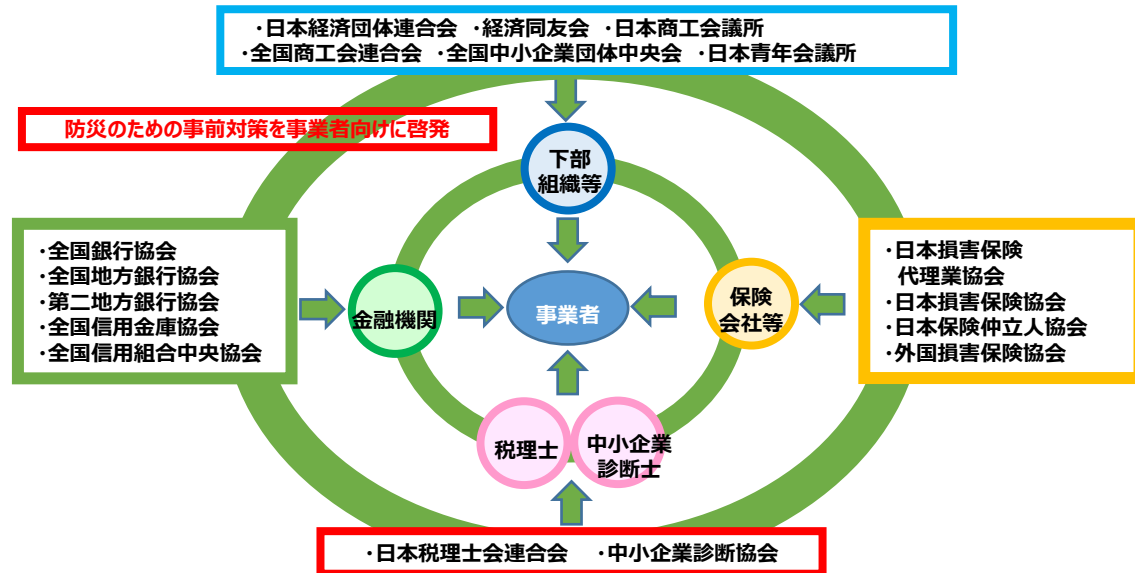 ・日本経済団体連合会 ・経済同友会 ・日本商工会議所
・全国商工会連合会 ・全国中小企業団体中央会 ・日本青年会議所
防災のための事前対策を事業者向けに啓発
下部
組織等
・全国銀行協会
・全国地方銀行協会
・第二地方銀行協会
・全国信用金庫協会
・全国信用組合中央協会
金融機関
事業者
保険
会社等
・日本損害保険
代理業協会
・日本損害保険協会
・日本保険仲立人協会
・外国損害保険協会
税理士
中小企業
診断士
・日本税理士会連合会 ・中小企業診断協会